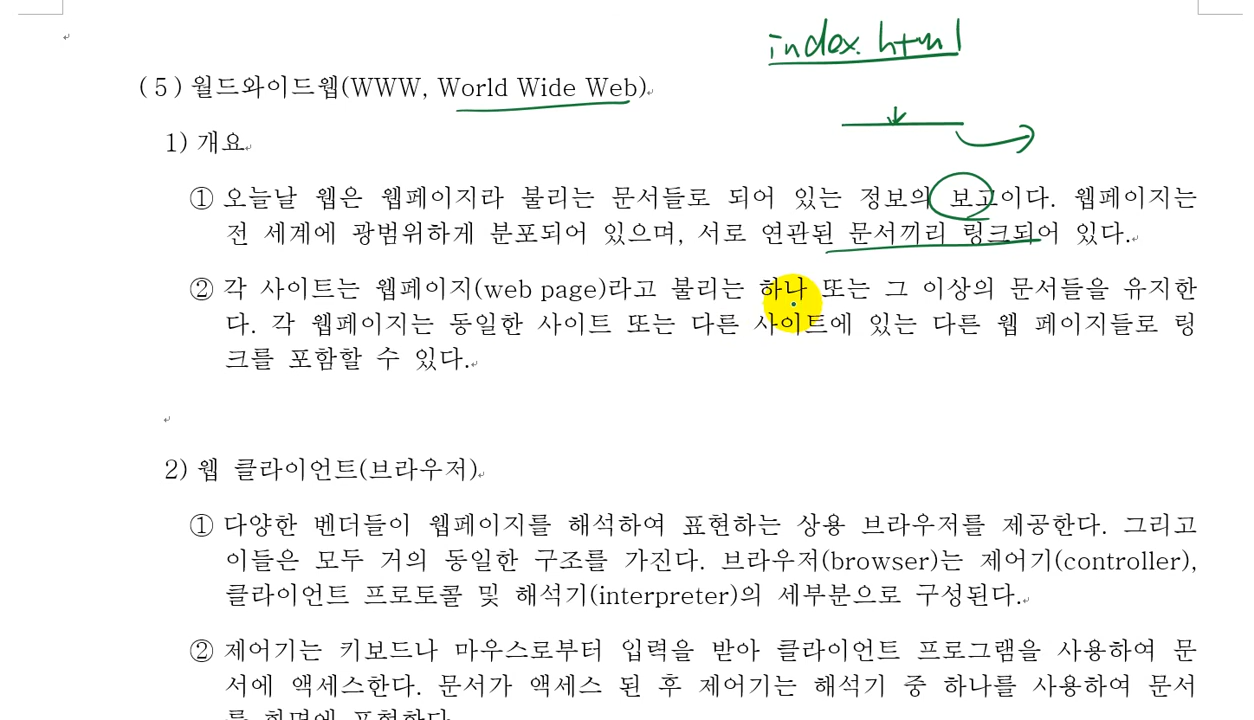 index.html
(5) 월드와이드웹(WWW, World Wide Web)
1) 개요
① 오늘날 웹은 웹페이지라 불리는 문서들로 되어 있는 정보의 보고이다. 웹페이지는
전 세계에 광범위하게 분포되어 있으며, 서로 연관된 문서끼리 링크되어 있다.
② 각 사이트는 웹페이지(web page)라고 불리는 하나 또는 그 이상의 문서들을 유지한
다. 각 웹페이지는 동일한 사이트 또는 다른 사이트에 있는 다른 웹 페이지들로 링
크를 포함할 수 있다.
2) 웹 클라이언트(브라우저)
① 다양한 벤더들이 웹페이지를 해석하여 표현하는 상용 브라우저를 제공한다. 그리고
이들은 모두 거의 동일한 구조를 가진다. 브라우저(browser)는 제어기(controller),
클라이언트 프로토콜 및 해석기(interpreter)의 세부분으로 구성된다.
② 제어기는 키보드나 마우스로부터 입력을 받아 클라이언트 프로그램을 사용하여 문
서에 액세스한다. 문서가 액세스 된 후 제어기는 해석기 중 하나를 사용하여 문서
를 화면에 표현한다.